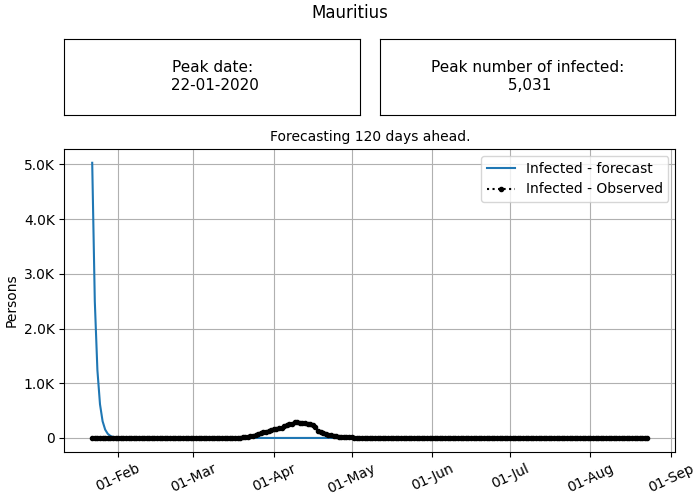 Mauritius
Peak date:
22-01-2020
Peak number of infected:
5,031
Forecasting 120 days ahead.
Infected - forecast
Infected - Observed
Persons
5.0K
4.0K
3.0K
2.0K
1.0K
0
01-Feb
01-Mar
01-Apr
01-May
01-Jun
01-Jul
01-Aug
01-Sep